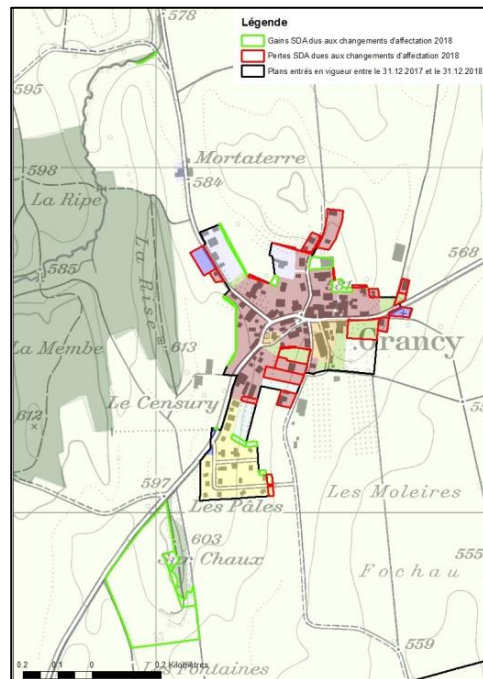 578
Légende
Gains SDA dus aux changements d'affectation 2018
Pertes SDA dues aux changements d'affectation 2018
Plans entrés en vigueur entre le 31.12.2017 et le 31.12.2018
595
Mortaterre
598
584
La Ripe
568
585
La Rise
La Membe
613
Crancy
612
Le Censury
597
Les Pâles
Les Moleires
603
Sur Chaux
555
Fochau
559
0.2 0.1 0 0.2 Kilomètres
Les Fontaines